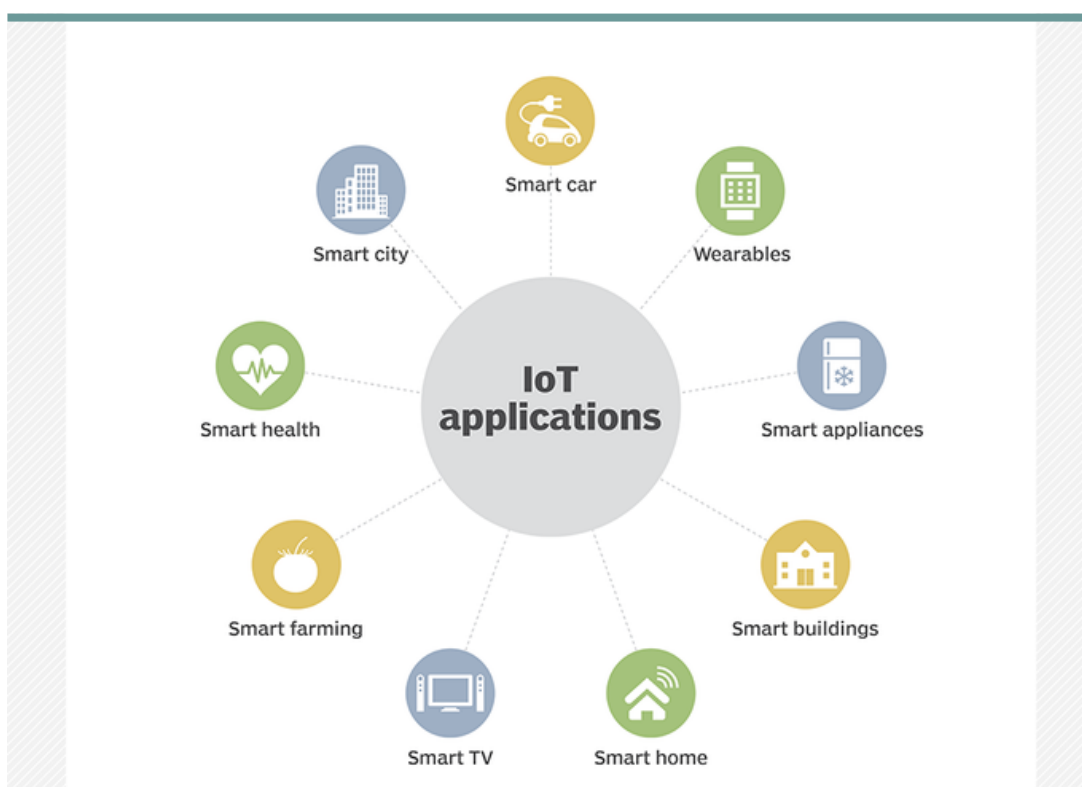 Smart car
Smart city
Wearables
IoT
applications
Smart health
Smart appliances
Smart farming
Smart buildings
Smart TV
Smart home